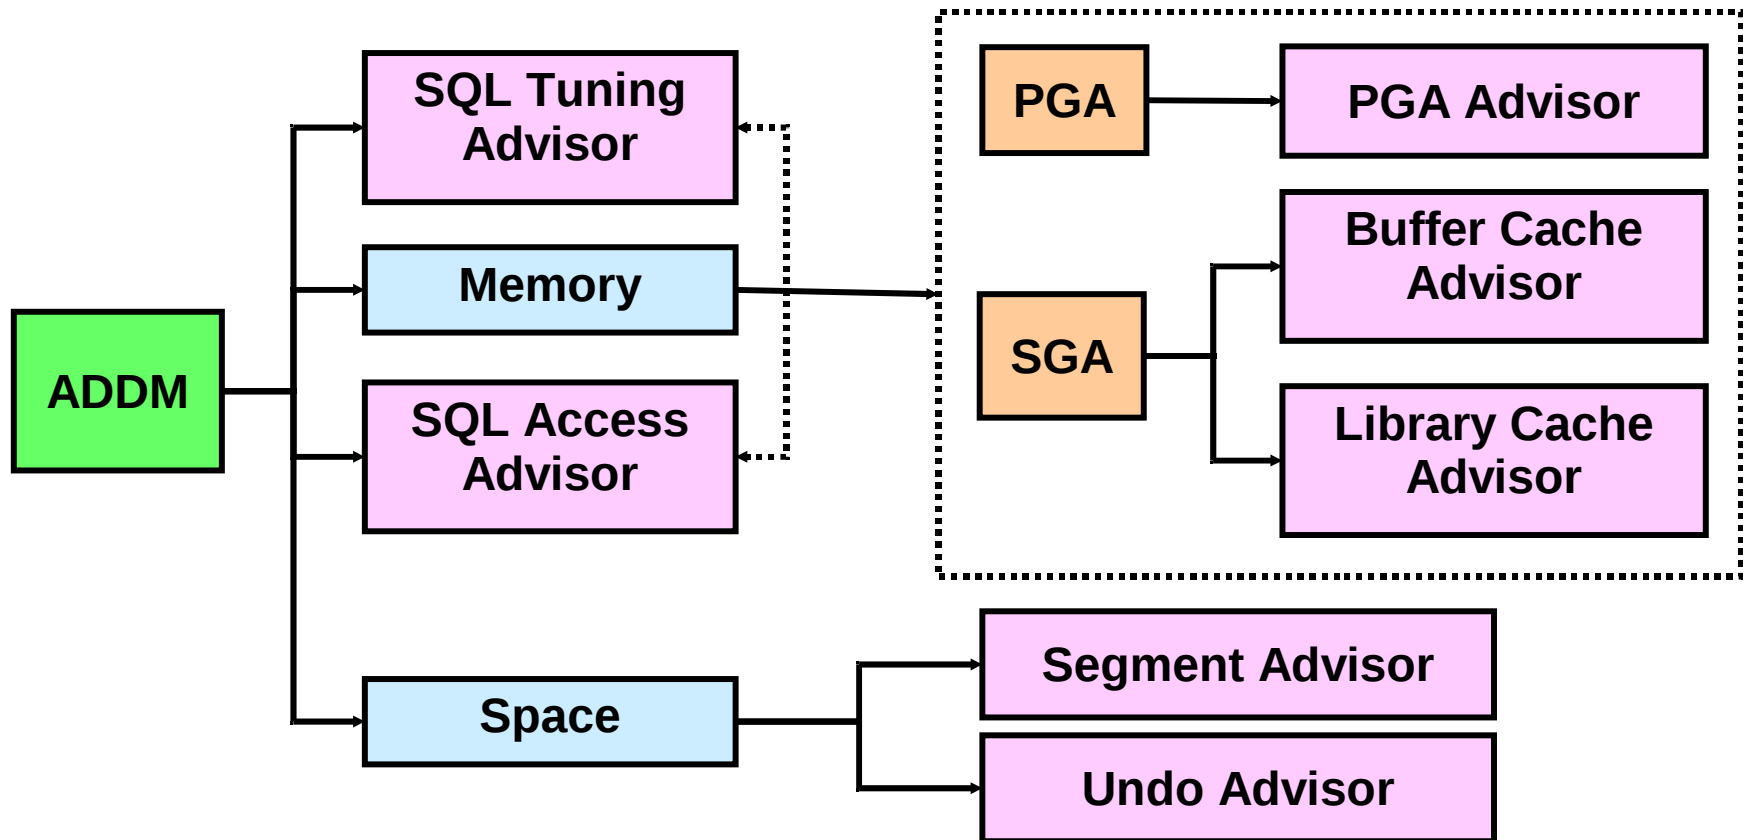 ADDM
SQL Tuning
Advisor
Memory
SQL Access
Advisor
Space
PGA
PGA Advisor
SGA
Buffer Cache
Advisor
Library Cache
Advisor
Segment Advisor
Undo Advisor